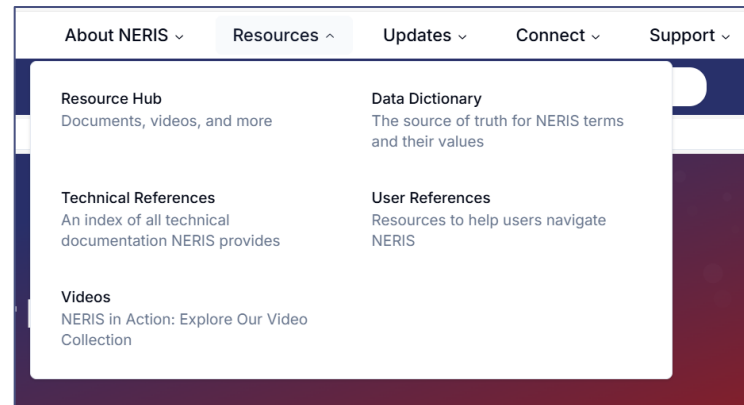 About NERIS
Resources
Updates
Connect
Support
Resource Hub
Documents, videos, and more
Data Dictionary
The source of truth for NERIS terms
and their values
Technical References
An index of all technical
documentation NERIS provides
User References
Resources to help users navigate
NERIS
Videos
NERIS in Action: Explore Our Video
Collection